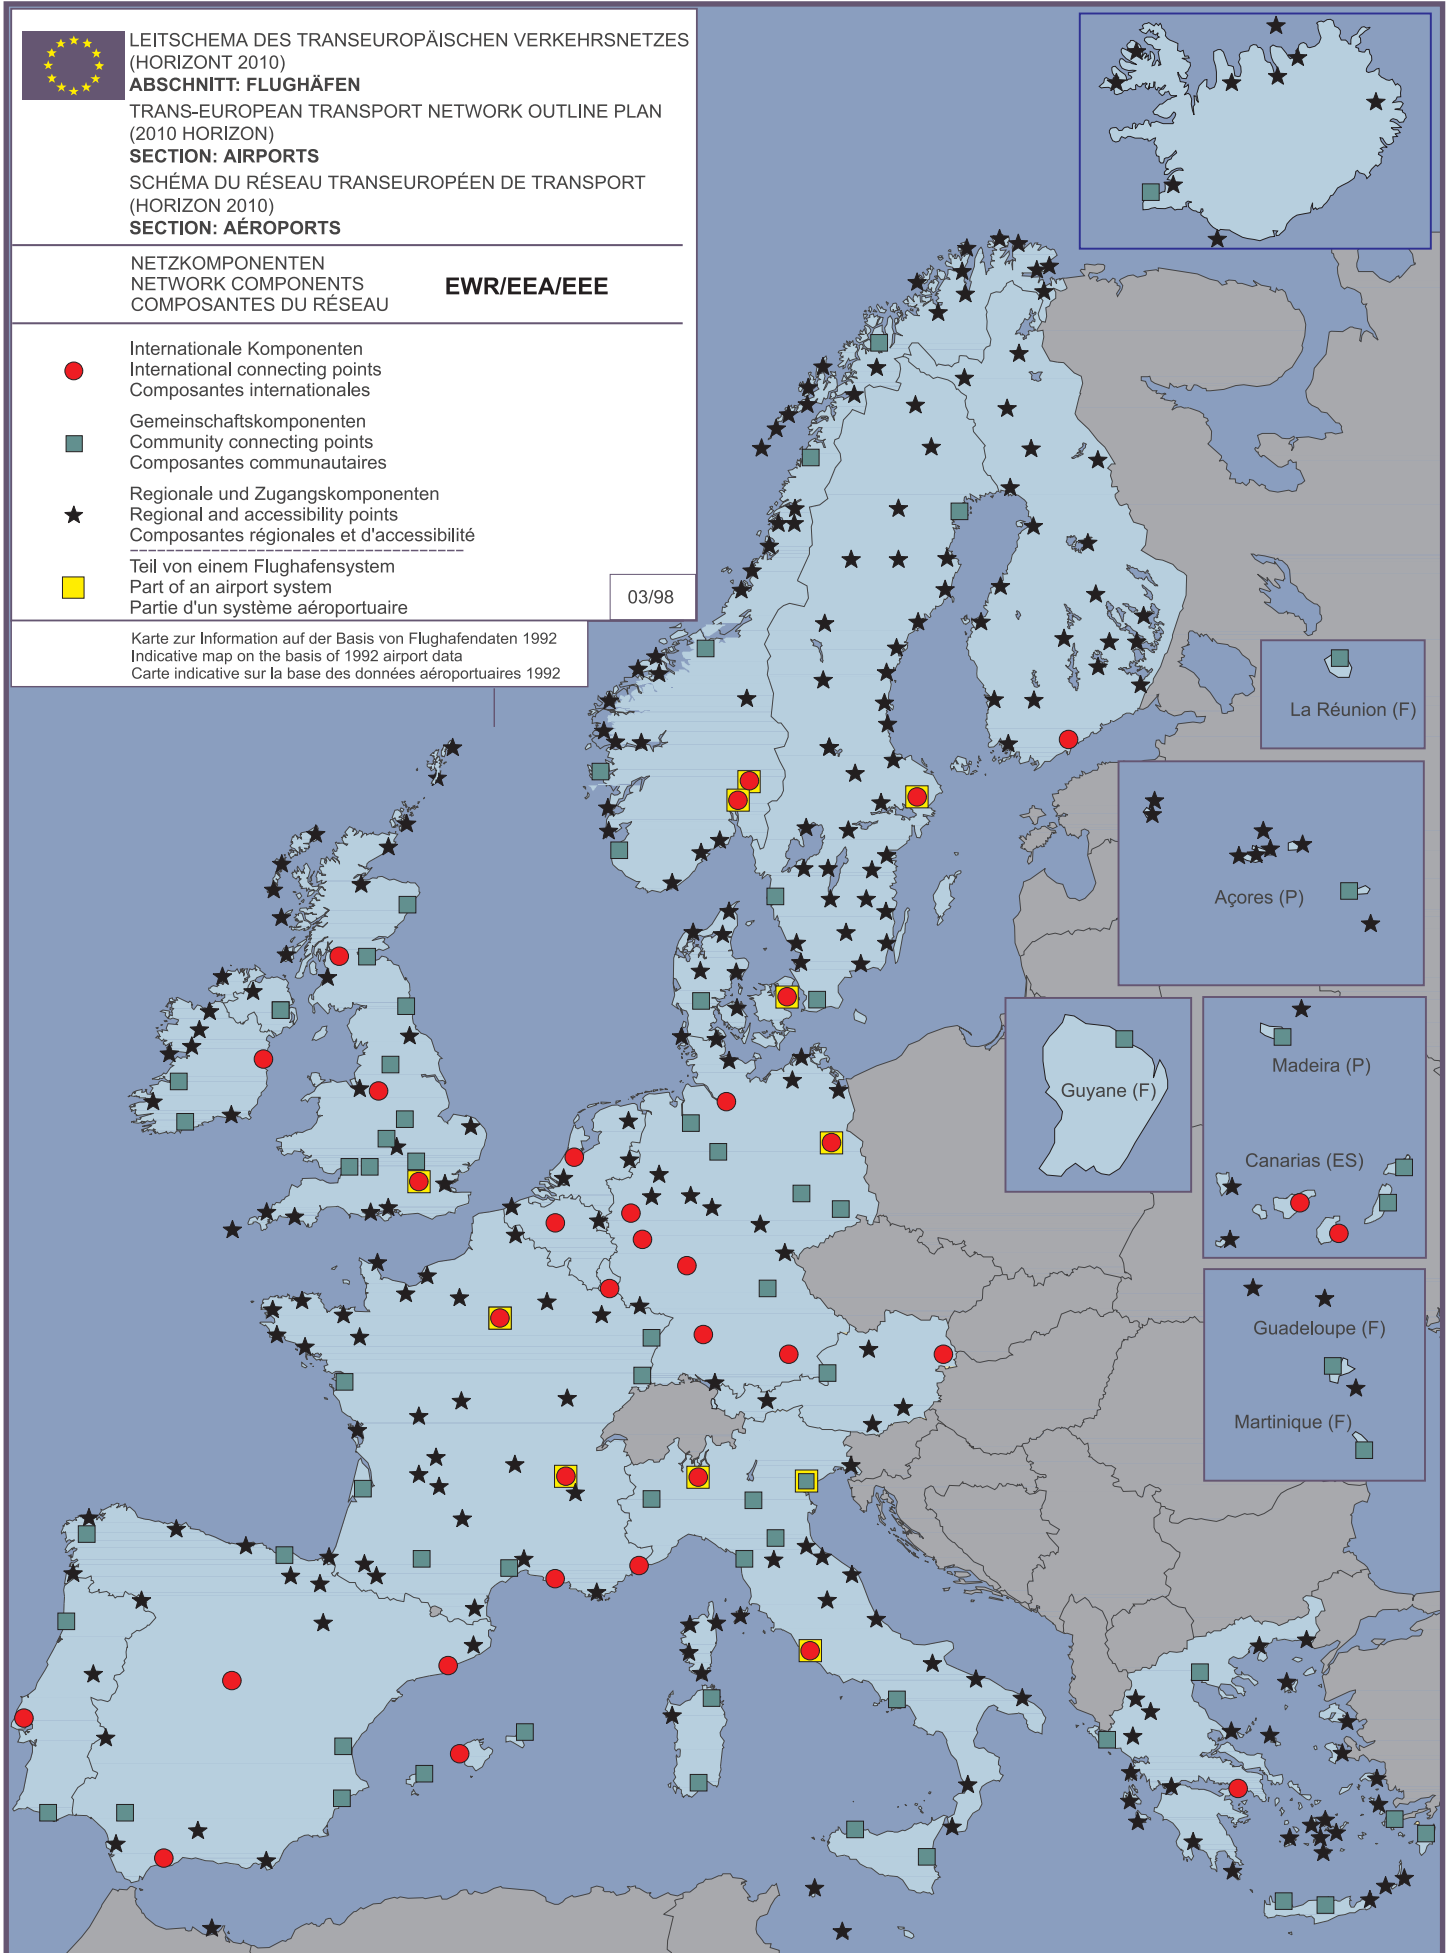 LEITSCHEMA DES TRANSEUROPÄISCHEN VERKEHRSNETZES
(HORIZONT 2010)
ABSCHNITT: FLUGHÄFEN
TRANS-EUROPEAN TRANSPORT NETWORK OUTLINE PLAN
(2010 HORIZON)
SECTION: AIRPORTS
SCHÉMA DU RÉSEAU TRANSEUROPÉEN DE TRANSPORT
(HORIZON 2010)
SECTION: AÉROPORTS
NETZKOMPONENTEN
NETWORK COMPONENTS
COMPOSANTES DU RÉSEAU
EWR/EEA/EEE
Internationale Komponenten
International connecting points
Composantes internationales
Gemeinschaftskomponenten
Community connecting points
Composantes communautaires
Regionale und Zugangskomponenten
Regional and accessibility points
Composantes régionales et d'accessibilité
Teil von einem Flughafensystem
Part of an airport system
Partie d'un système aéroportuaire
03/98
Karte zur Information auf der Basis von Flughafendaten 1992
Indicative map on the basis of 1992 airport data
Carte indicative sur la base des données aéroportuaires 1992
La Réunion (F)
Açores (P)
Guyane (F)
Madeira (P)
Canarias (ES)
Guadeloupe (F)
Martinique (F)